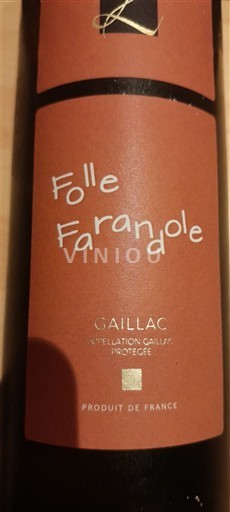 L
Folle
Farandole
VINIOU
GAILLAC
APPELLATION GAILLAC
PROTÉGÉE
PRODUIT DE FRANCE